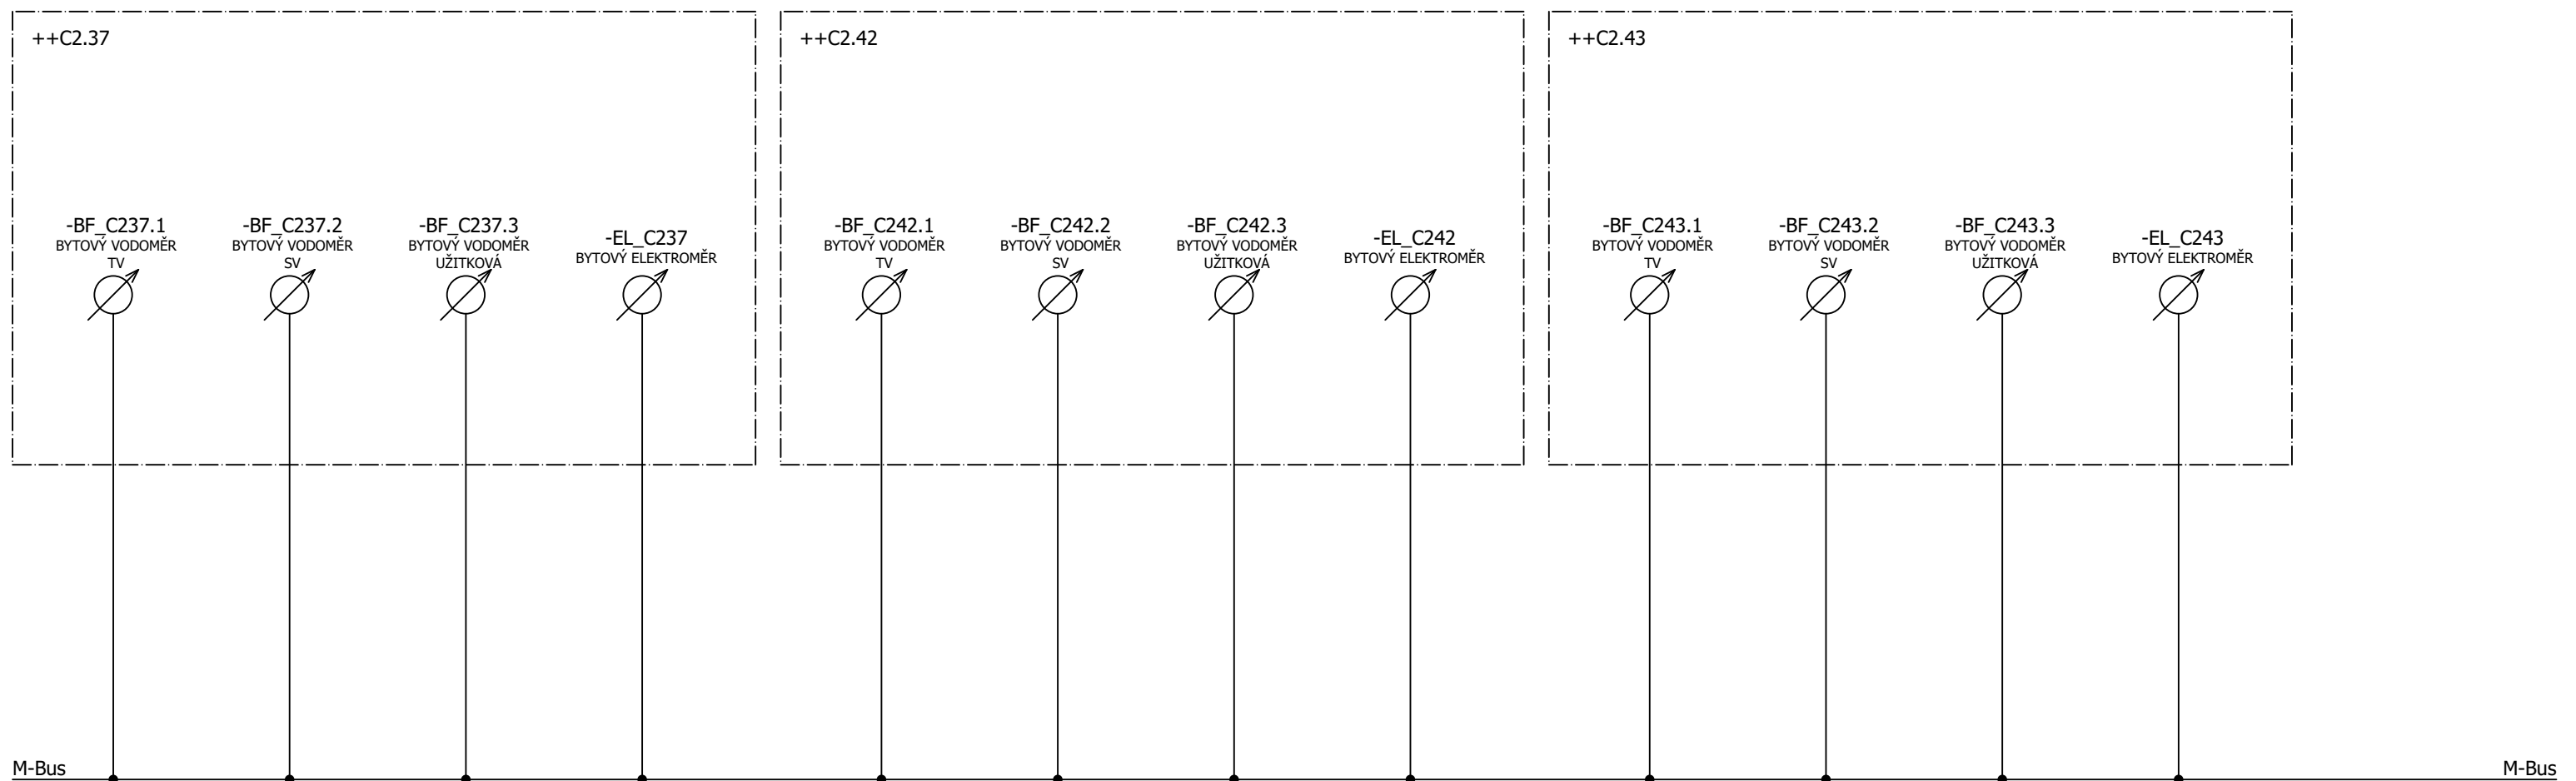 ++C2.37
-BF_C237.1
BYTOVÝ VODOMĚR
TV
-BF_C237.2
BYTOVÝ VODOMĚR
SV
-BF_C237.3
BYTOVÝ VODOMĚR
UŽITKOVÁ
-EL_C237
BYTOVÝ ELEKTROMĚR
++C2.42
-BF_C242.1
BYTOVÝ VODOMĚR
TV
-BF_C242.2
BYTOVÝ VODOMĚR
SV
-BF_C242.3
BYTOVÝ VODOMĚR
UŽITKOVÁ
-EL_C242
BYTOVÝ ELEKTROMĚR
++C2.43
-BF_C243.1
BYTOVÝ VODOMĚR
TV
-BF_C243.2
BYTOVÝ VODOMĚR
SV
-BF_C243.3
BYTOVÝ VODOMĚR
UŽITKOVÁ
-EL_C243
BYTOVÝ ELEKTROMĚR
M-Bus
M-Bus